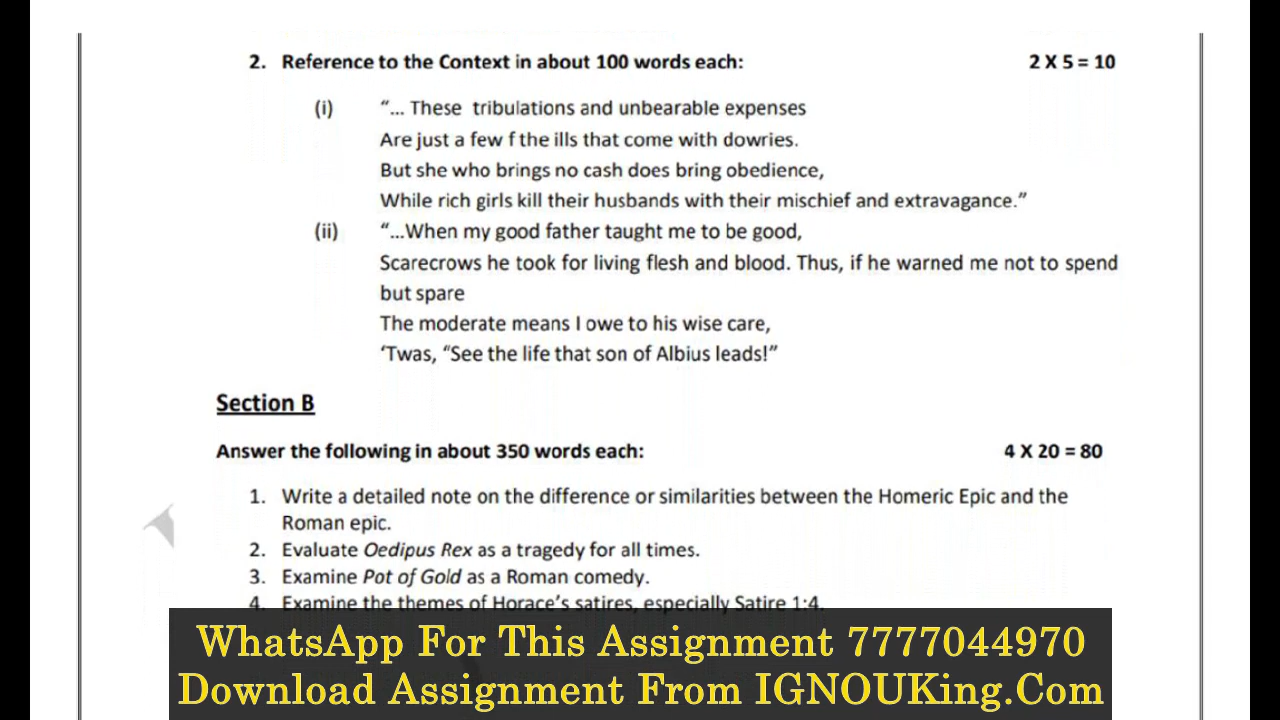 2. Reference to the Context in about 100 words each: 2 X 5 = 10
(i) “... These tribulations and unbearable expenses
Are just a few f the ills that come with dowries.
But she who brings no cash does bring obedience,
While rich girls kill their husbands with their mischief and extravagance.”
(ii) “...When my good father taught me to be good,
Scarecrows he took for living flesh and blood. Thus, if he warned me not to spend
but spare
The moderate means I owe to his wise care,
‘Twas, “See the life that son of Albius leads!”
Section B
Answer the following in about 350 words each: 4 X 20 = 80
1. Write a detailed note on the difference or similarities between the Homeric Epic and the
Roman epic.
2. Evaluate Oedipus Rex as a tragedy for all times.
3. Examine Pot of Gold as a Roman comedy.
4. Examine the themes of Horace’s satires, especially Satire 1:4.
WhatsApp For This Assignment 7777044970
Download Assignment From IGNOUKing.Com